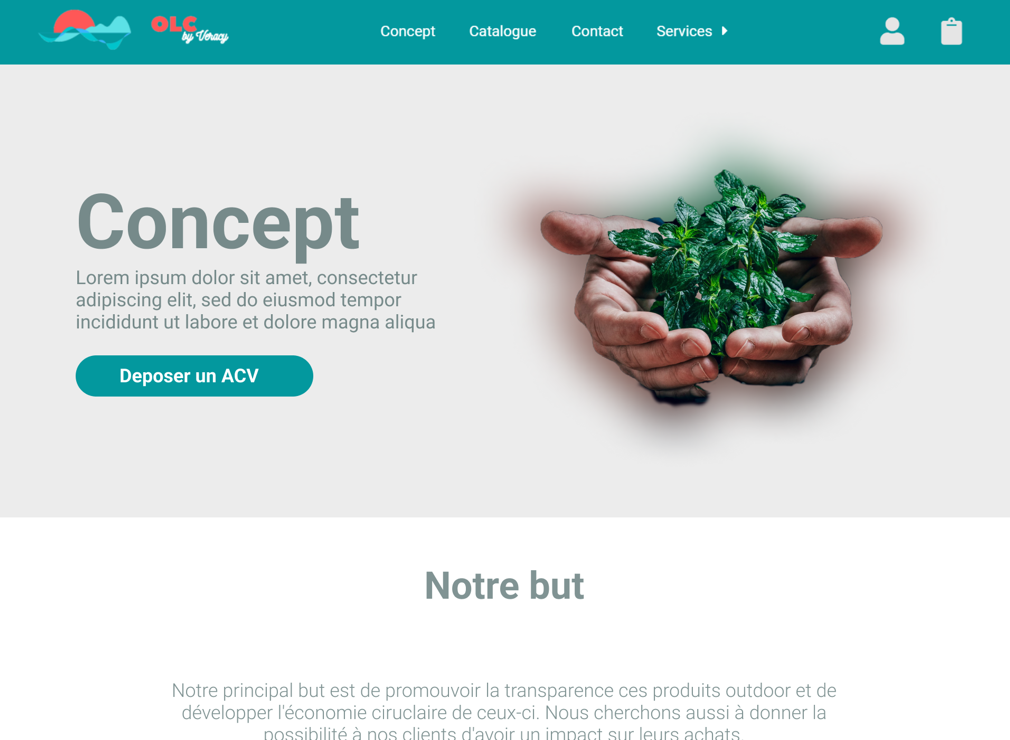 OLC
by Veracy
Concept
Catalogue
Contact
Services
Concept
Lorem ipsum dolor sit amet, consectetur
adipiscing elit, sed do eiusmod tempor
incididunt ut labore et dolore magna aliqua
Deposer un ACV
Notre but
Notre principal but est de promouvoir la transparence ces produits outdoor et de
développer l'économie ciruclaire de ceux-ci. Nous cherchons aussi à donner la
possibilité à nos clients d'avoir un impact sur leurs achats.